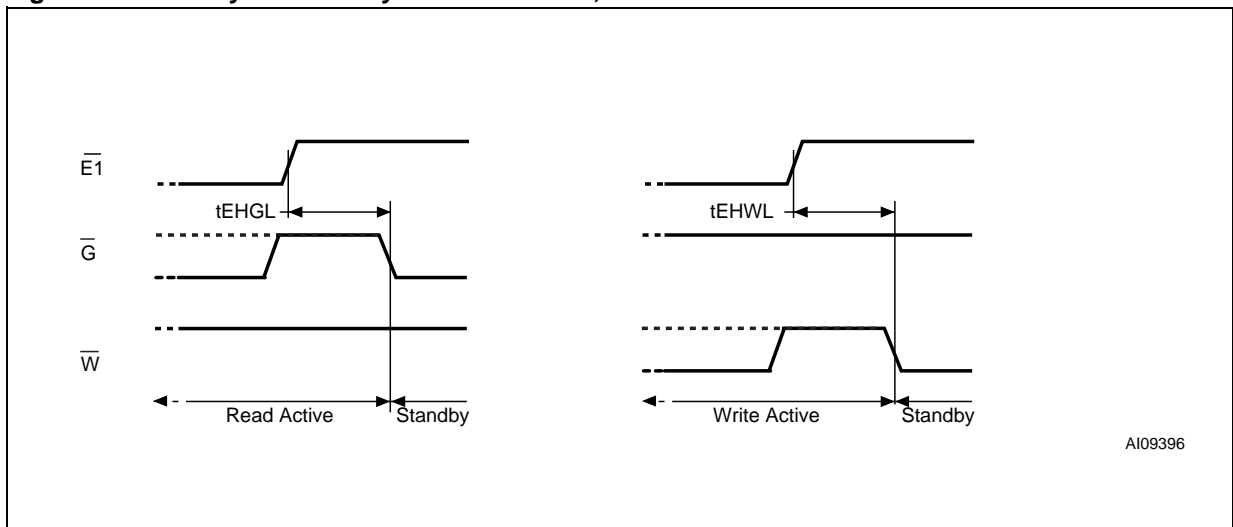 E1
tEHGL
tEHWL
G
W
Read Active
Standby
Write Active
Standby
AI09396